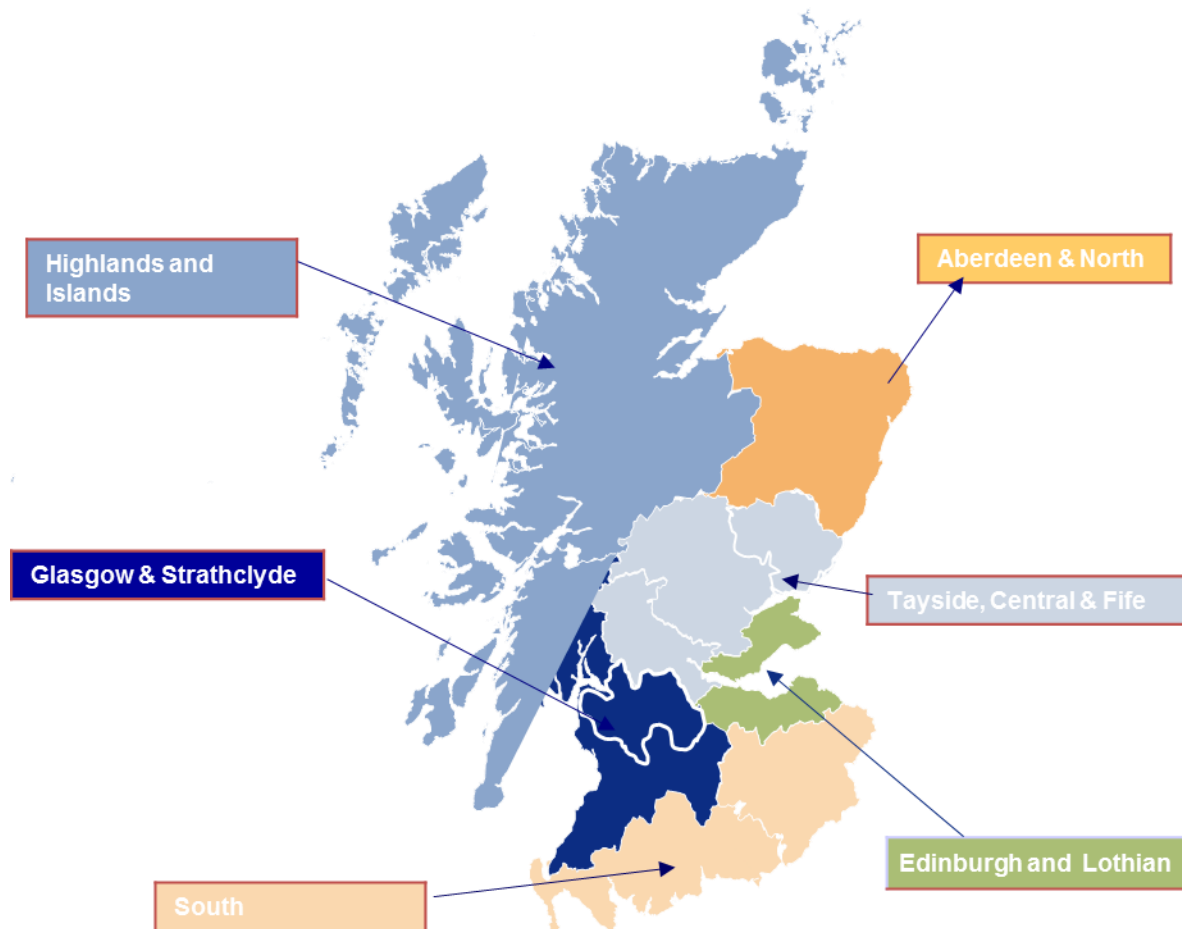 Highlands and
Islands
Aberdeen & North
Glasgow & Strathclyde
Tayside, Central & Fife
Edinburgh and Lothian
South